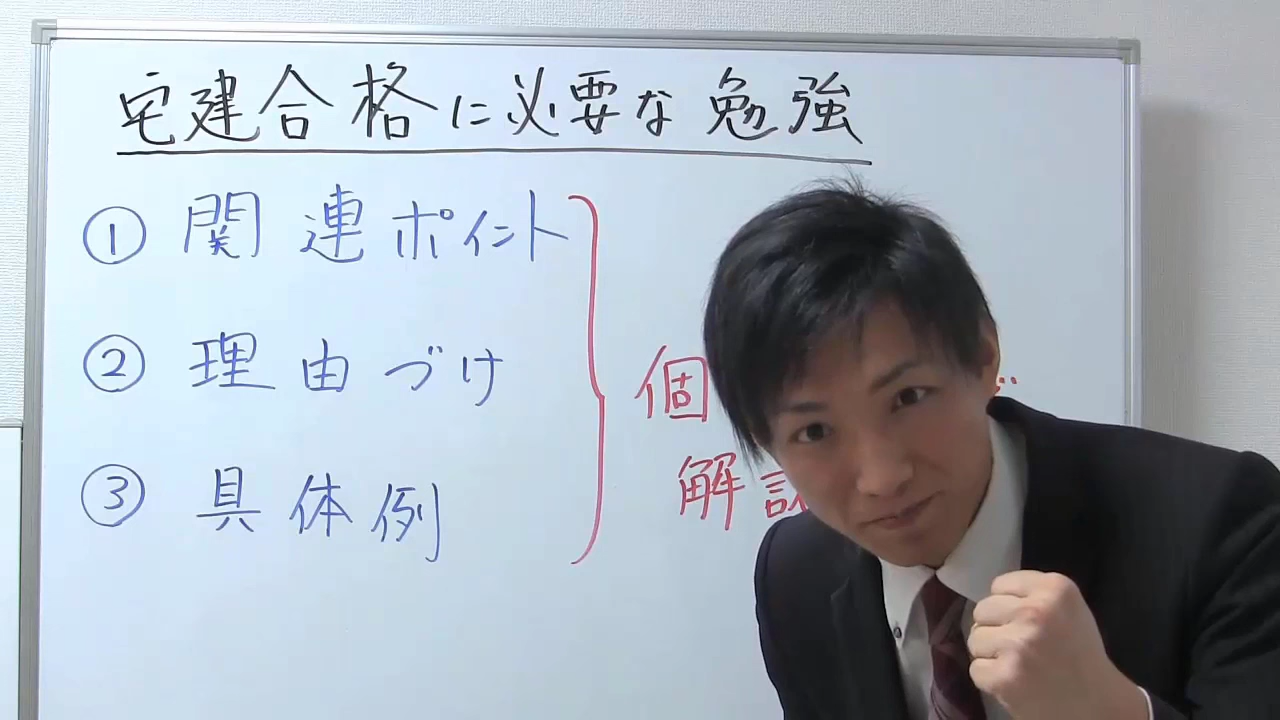 宅建合格に必要な勉強
① 関連ポイント
② 理由づけ
③ 具体例
個
解説